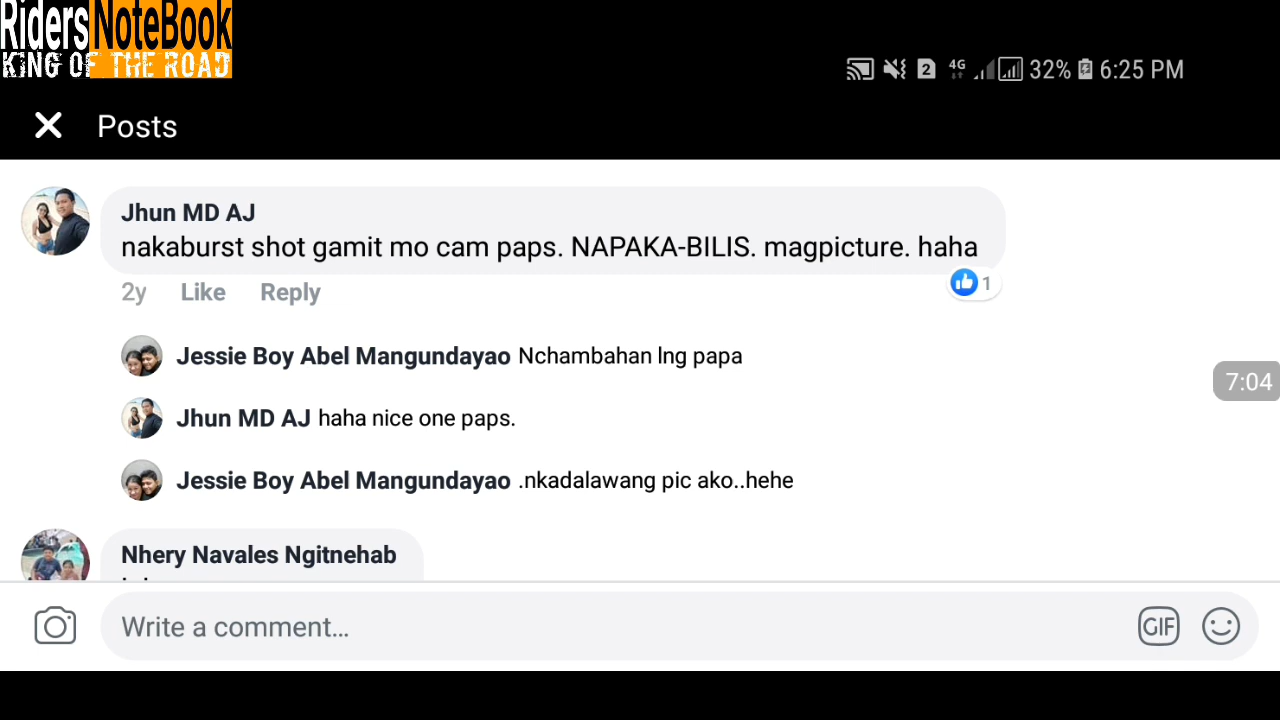 RidersNoteBook
KING OF THE ROAD
2 4G 32% 6:25 PM
Posts
Jhun MD AJ
nakaburst shot gamit mo cam paps. NAPAKA-BILIS. magpicture. haha
2y Like Reply 1
Jessie Boy Abel Mangundayao Nchambahan lng papa
7:04
Jhun MD AJ haha nice one paps.
Jessie Boy Abel Mangundayao .nkadalawang pic ako..hehe
Nhery Navales Ngitnehab
Write a comment... GIF